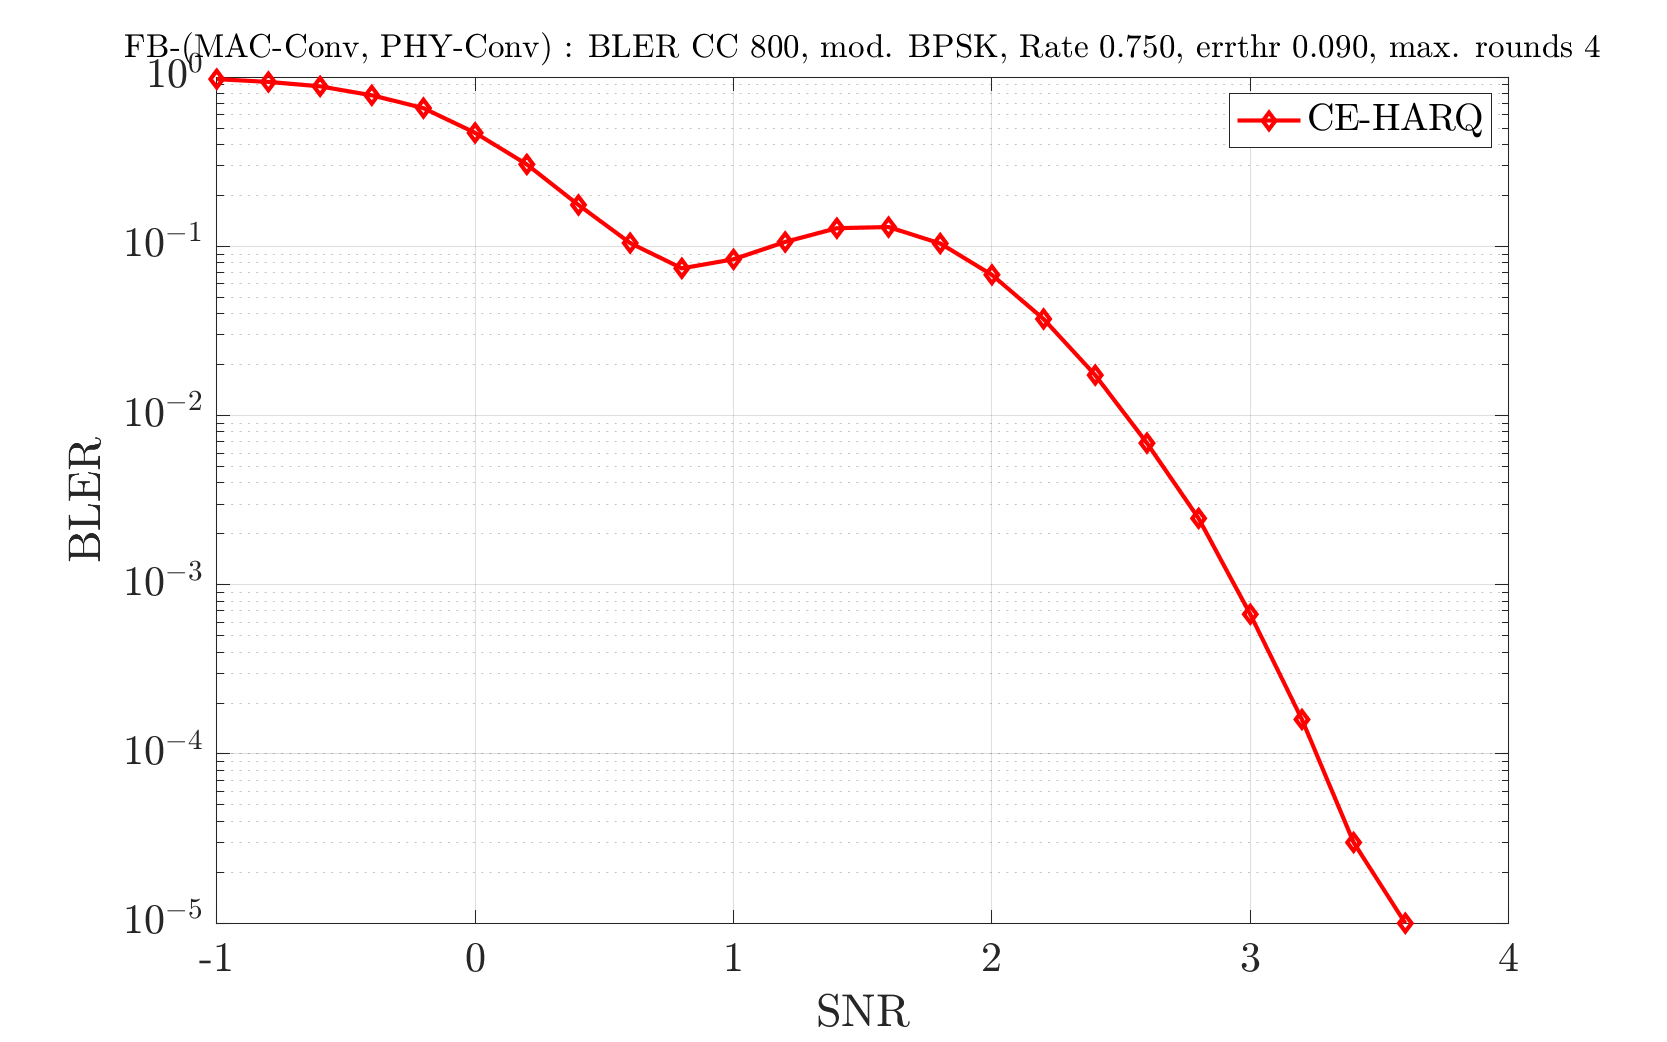 FB-(MAC-Conv, PHY-Conv) : BLER CC 800, mod. BPSK, Rate 0.750, errthr 0.090, max. rounds 4
CE-HARQ
10^0
10^−1
10^−2
10^−3
10^−4
10^−5
BLER
-1 0 1 2 3 4
SNR